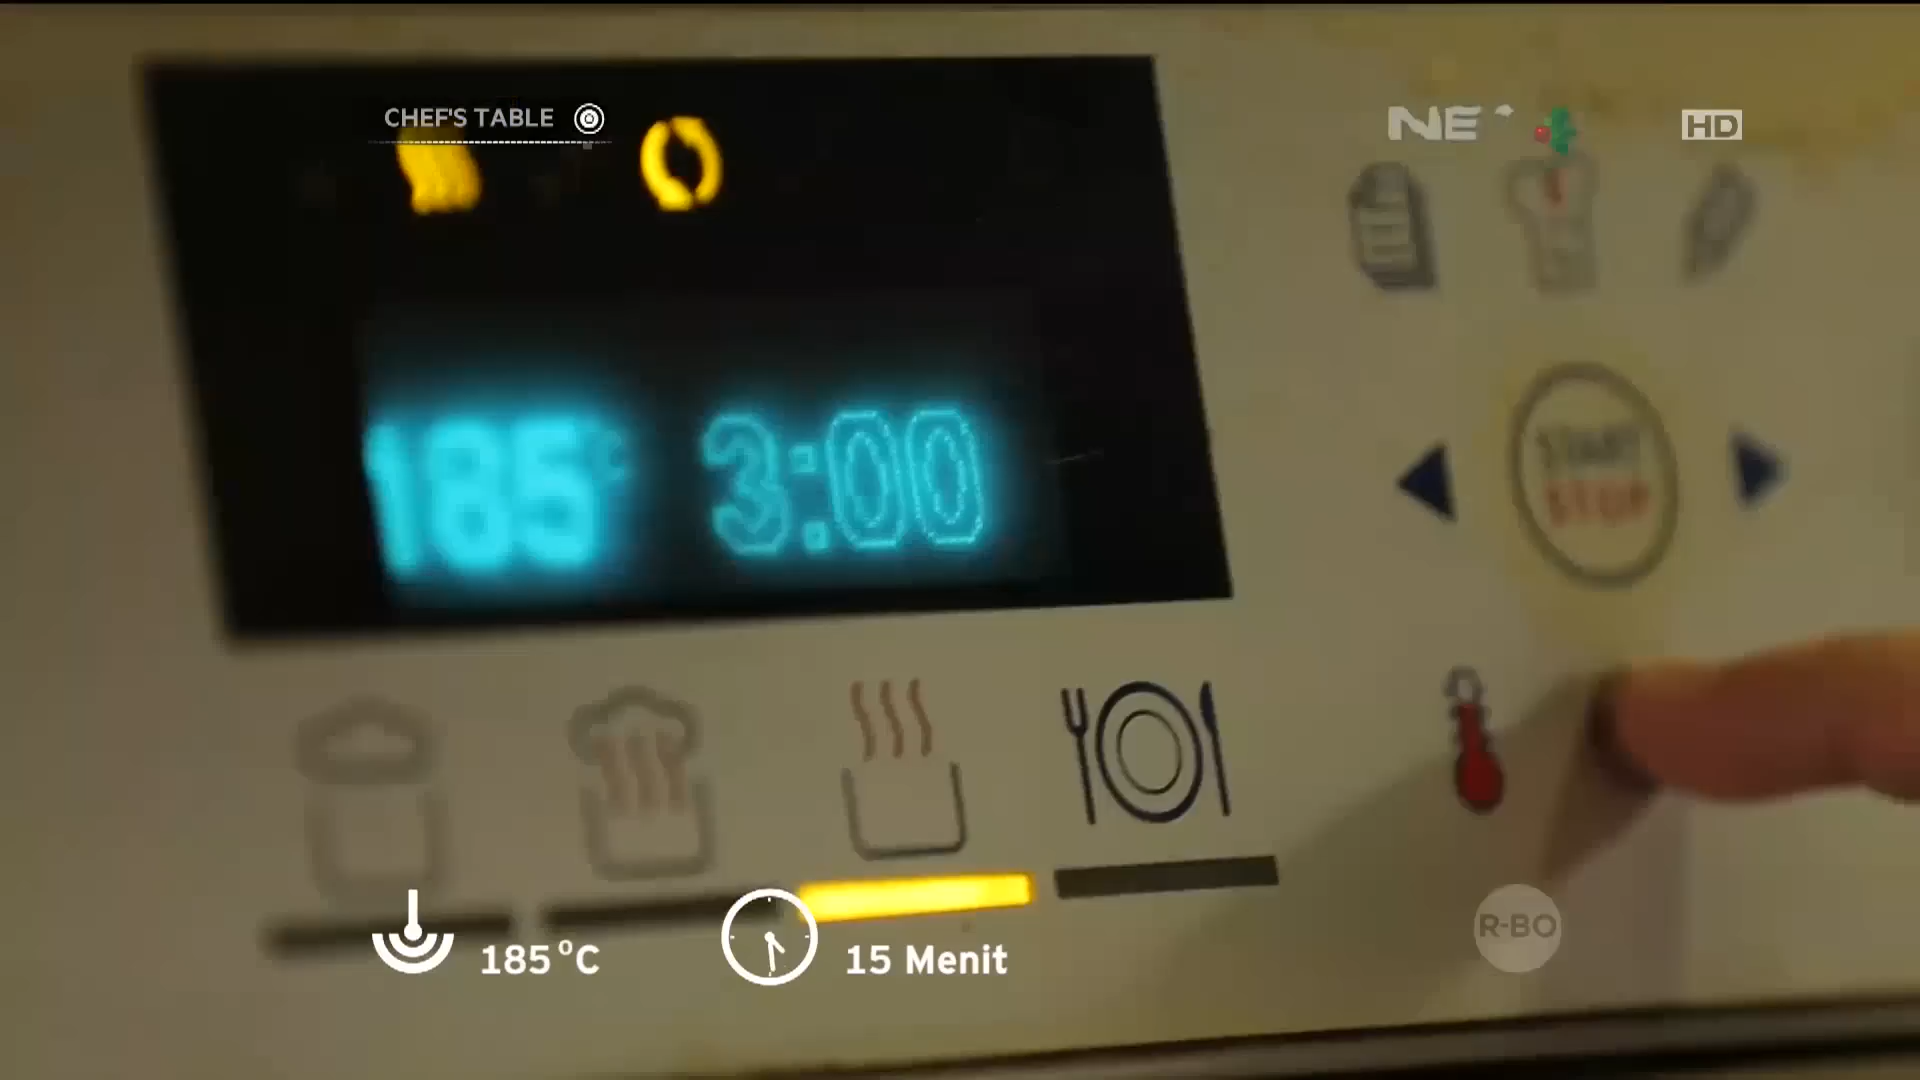 CHEF'S TABLE
NE
HD
185°C 3:00
START
STOP
185°C
15 Menit
R-BO